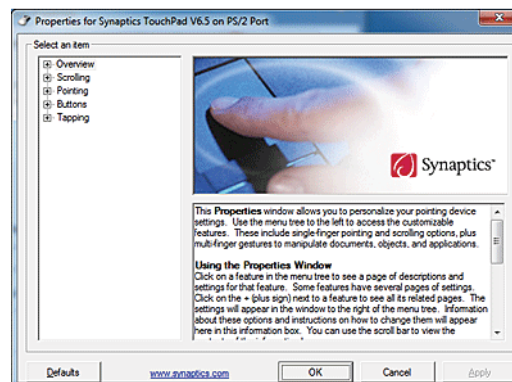 Properties for Synaptics TouchPad V6.5 on PS/2 Port
Select an item
Overview
Scrolling
Pointing
Buttons
Tapping
Synaptics™
This Properties window allows you to personalize your pointing device
settings. Use the menu tree to the left to access the customizable
features. These include single-finger pointing and scrolling options, plus
multi-finger gestures to manipulate documents, objects, and applications.
Using the Properties Window
Click on a feature in the menu tree to see a page of descriptions and
settings for that feature. Some features have several pages of settings.
Click on the + (plus sign) next to a feature to see all its related pages. The
settings will appear in the window to the right of the menu tree. Information
about these options and instructions on how to change them will appear
here in this information box. You can use the scroll bar to view the
Defaults
www.synaptics.com
OK
Cancel
Apply